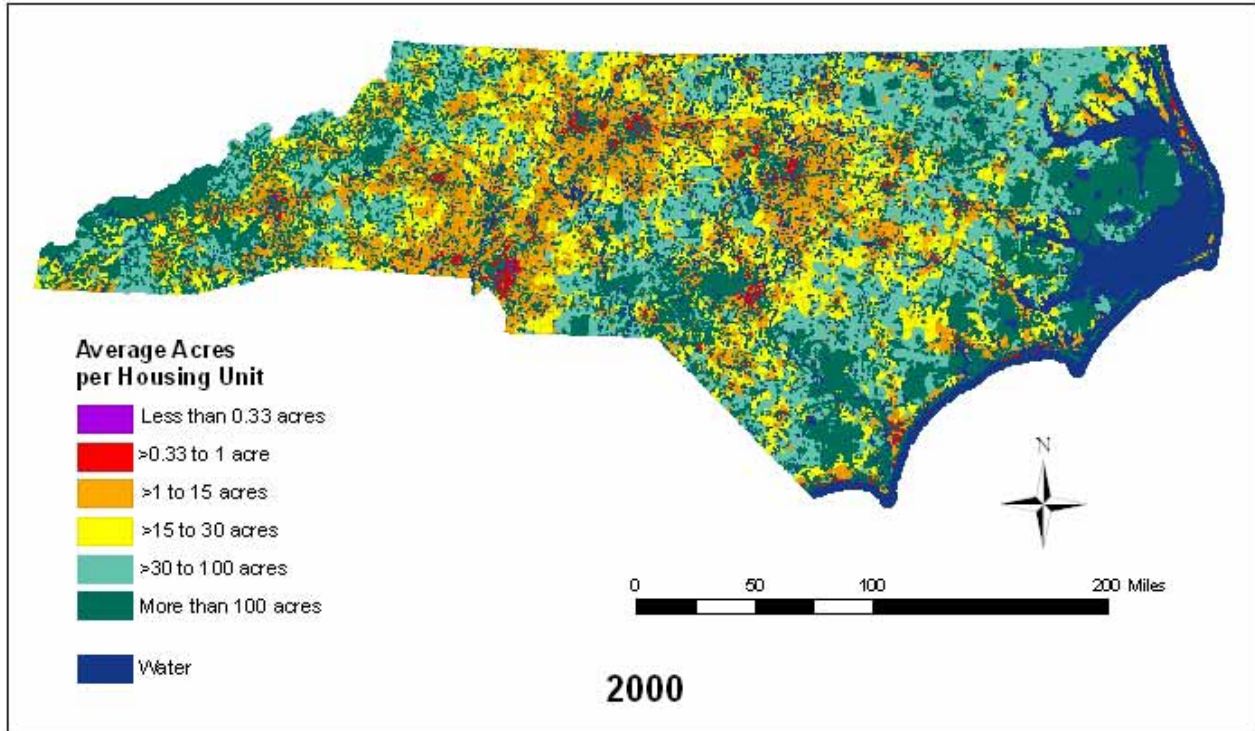 Average Acres
per Housing Unit
Less than 0.33 acres
>0.33 to 1 acre
>1 to 15 acres
>15 to 30 acres
>30 to 100 acres
More than 100 acres
Water
N
0 50 100 200 Miles
2000